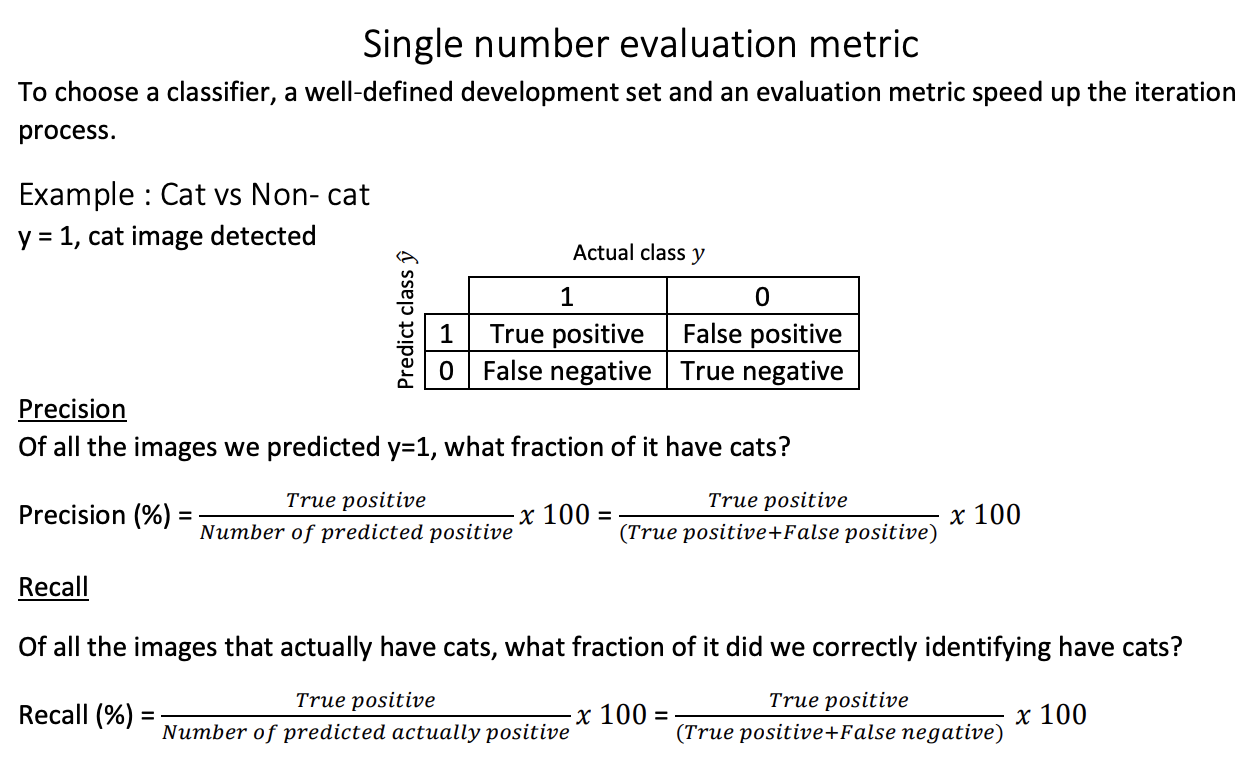 Single number evaluation metric
To choose a classifier, a well-defined development set and an evaluation metric speed up the iteration
process.
Example : Cat vs Non- cat
y = 1, cat image detected
Predict class ŷ
Actual class y
1 0
1 True positive False positive
0 False negative True negative
Precision
Of all the images we predicted y=1, what fraction of it have cats?
Precision (%) = True positive / Number of predicted positive x 100 = True positive / (True positive+False positive) x 100
Recall
Of all the images that actually have cats, what fraction of it did we correctly identifying have cats?
Recall (%) = True positive / Number of predicted actually positive x 100 = True positive / (True positive+False negative) x 100